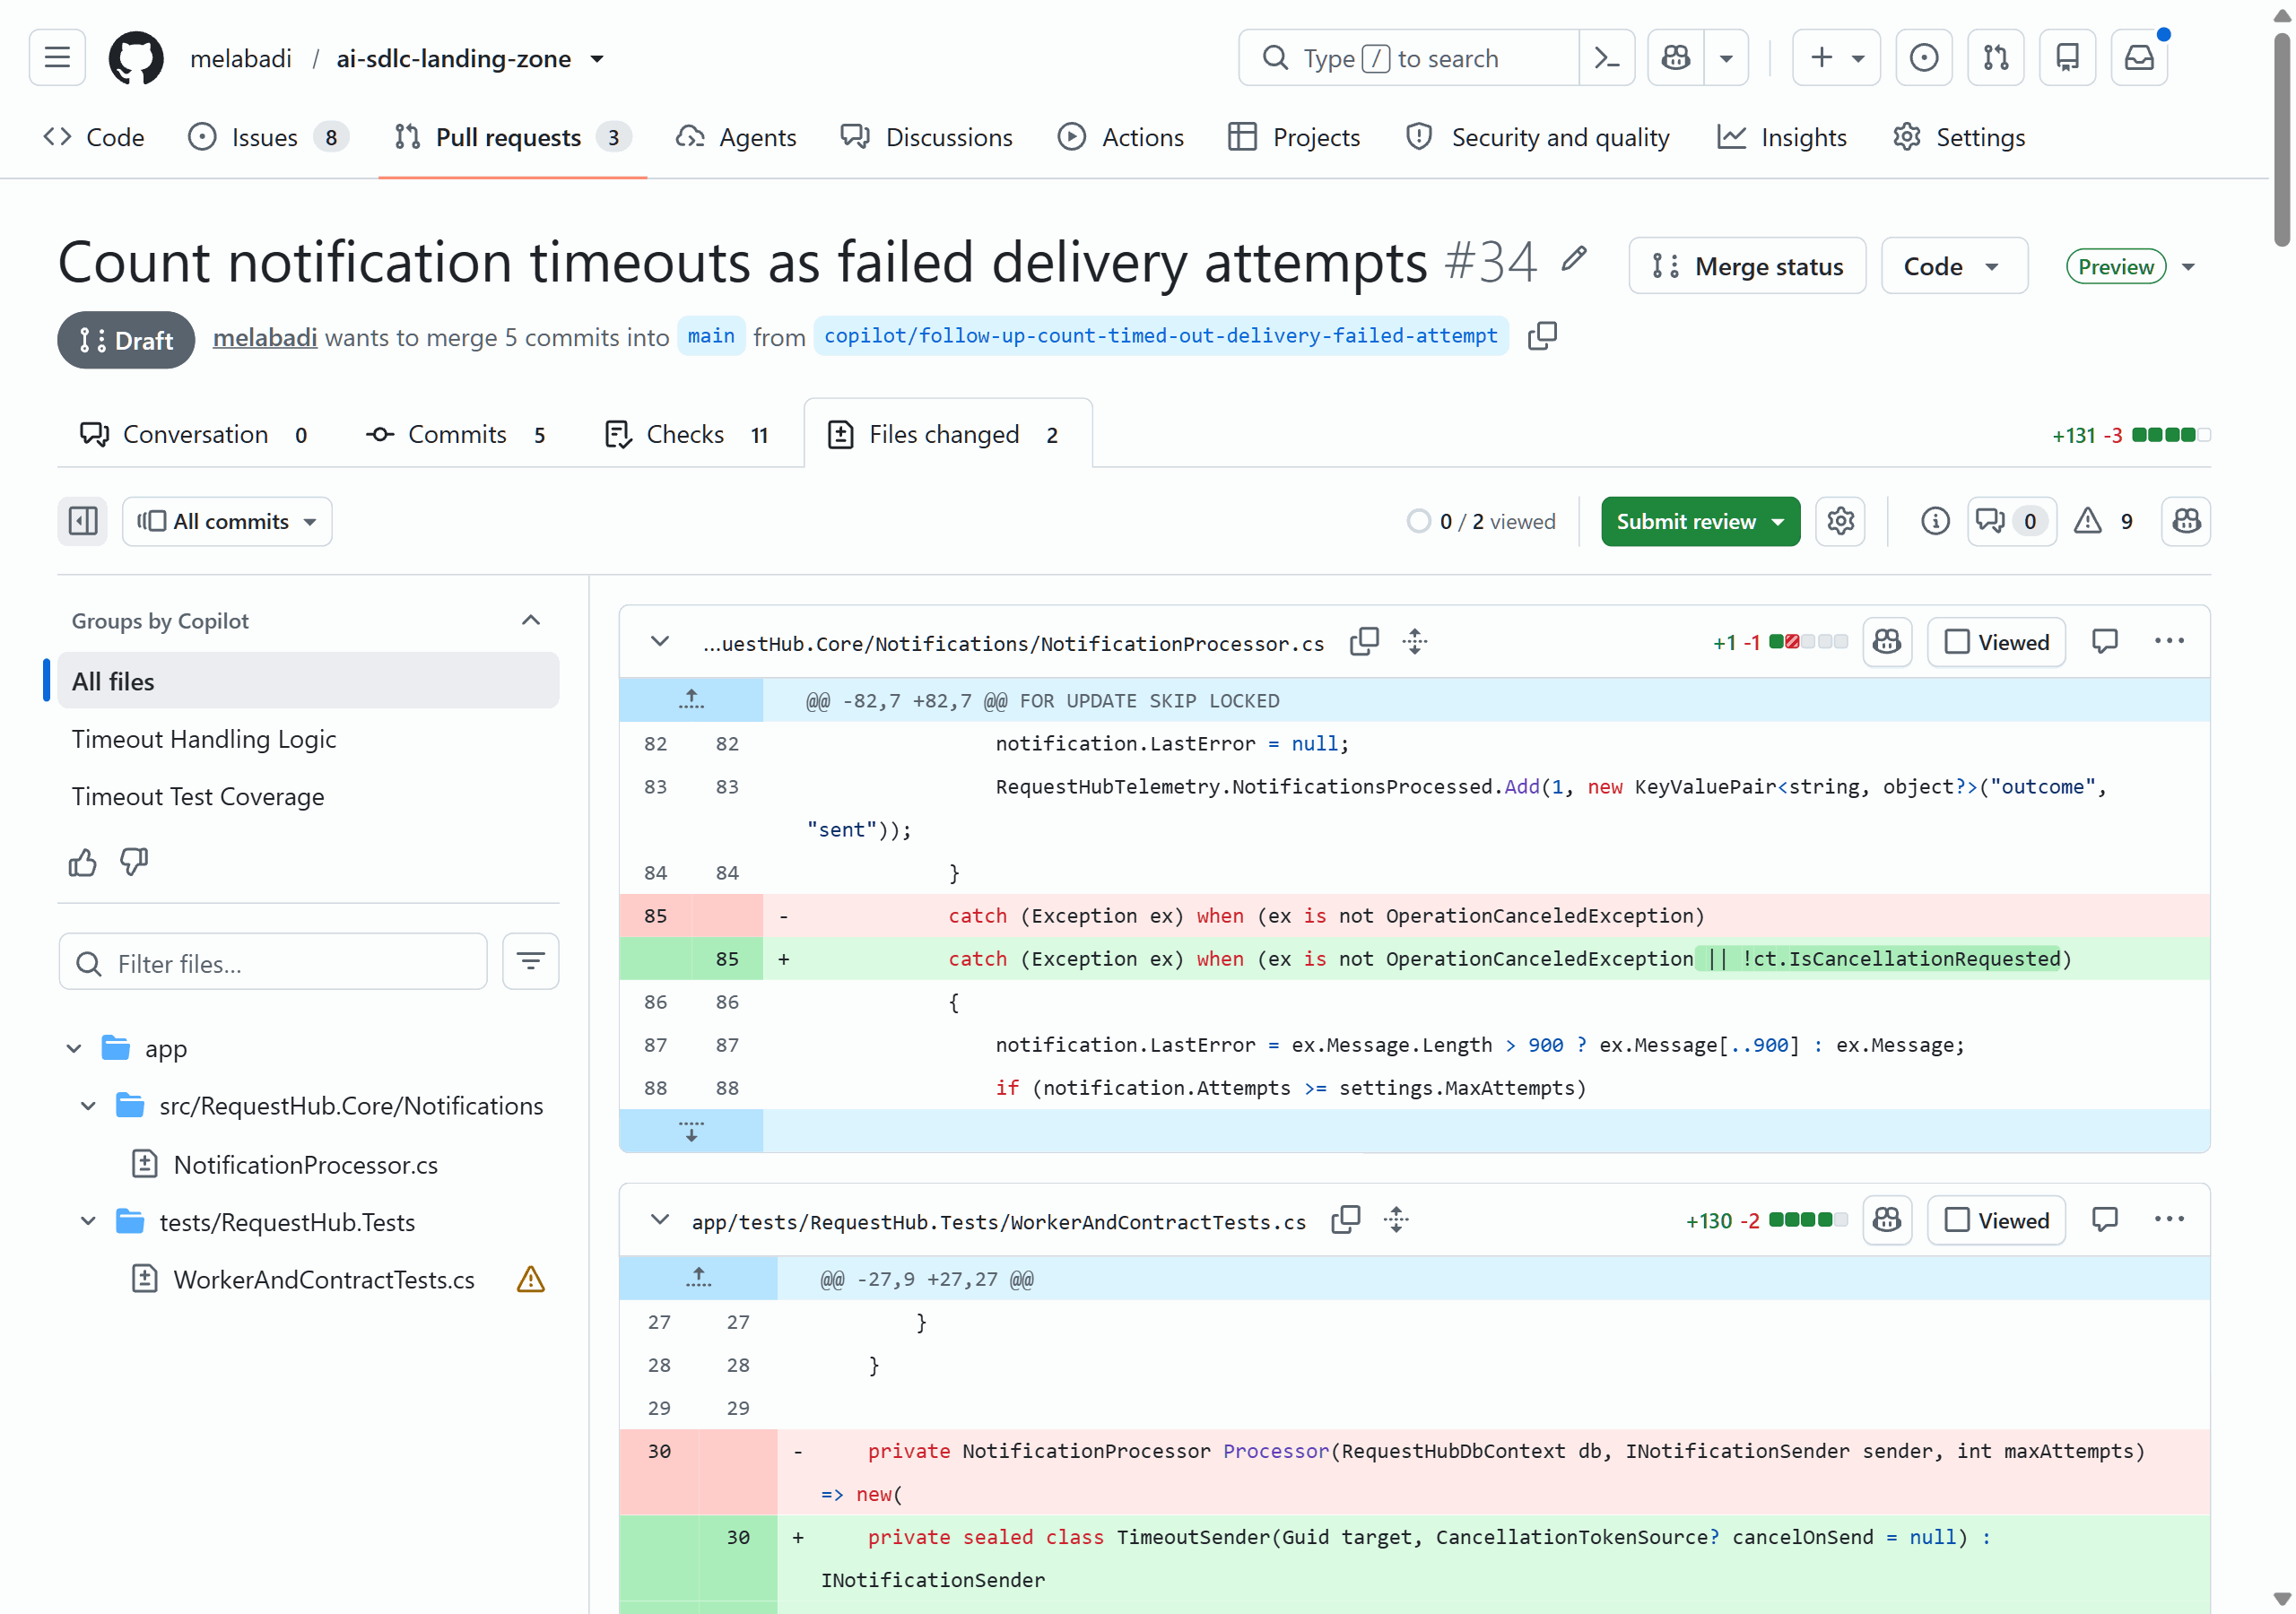 melabadi / ai-sdlc-landing-zone
Type / to search
Code
Issues 8
Pull requests 3
Agents
Discussions
Actions
Projects
Security and quality
Insights
Settings
Count notification timeouts as failed delivery attempts #34
Merge status
Code
Preview
Draft
melabadi wants to merge 5 commits into main from copilot/follow-up-count-timed-out-delivery-failed-attempt
Conversation 0
Commits 5
Checks 11
Files changed 2
+131 -3
All commits
0 / 2 viewed
Submit review
0
9
Groups by Copilot
All files
Timeout Handling Logic
Timeout Test Coverage
Filter files...
app
src/RequestHub.Core/Notifications
NotificationProcessor.cs
tests/RequestHub.Tests
WorkerAndContractTests.cs
...uestHub.Core/Notifications/NotificationProcessor.cs
+1 -1
Viewed
@@ -82,7 +82,7 @@ FOR UPDATE SKIP LOCKED
82 82 notification.LastError = null;
83 83 RequestHubTelemetry.NotificationsProcessed.Add(1, new KeyValuePair<string, object?>("outcome",
"sent"));
84 84 }
85 - catch (Exception ex) when (ex is not OperationCanceledException)
85 + catch (Exception ex) when (ex is not OperationCanceledException || !ct.IsCancellationRequested)
86 86 {
87 87 notification.LastError = ex.Message.Length > 900 ? ex.Message[..900] : ex.Message;
88 88 if (notification.Attempts >= settings.MaxAttempts)
app/tests/RequestHub.Tests/WorkerAndContractTests.cs
+130 -2
Viewed
@@ -27,9 +27,27 @@
27 27 }
28 28 }
29 29
30 - private NotificationProcessor Processor(RequestHubDbContext db, INotificationSender sender, int maxAttempts)
=> new(
30 + private sealed class TimeoutSender(Guid target, CancellationTokenSource? cancelOnSend = null) :
INotificationSender